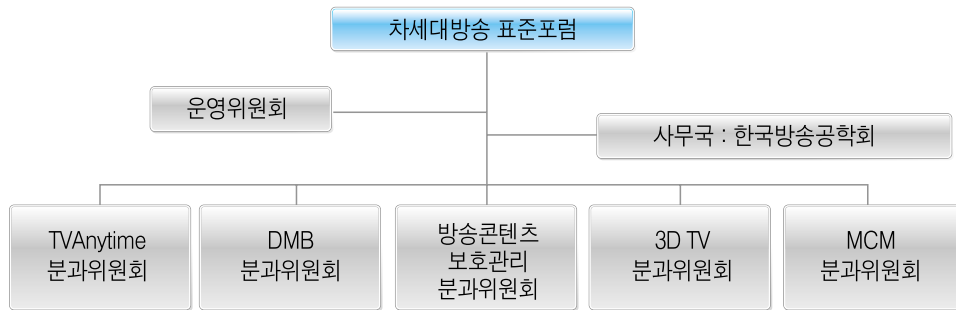 차세대방송 표준포럼
운영위원회
사무국 : 한국방송공학회
TVAnytime
분과위원회
DMB
분과위원회
방송콘텐츠
보호관리
분과위원회
3D TV
분과위원회
MCM
분과위원회